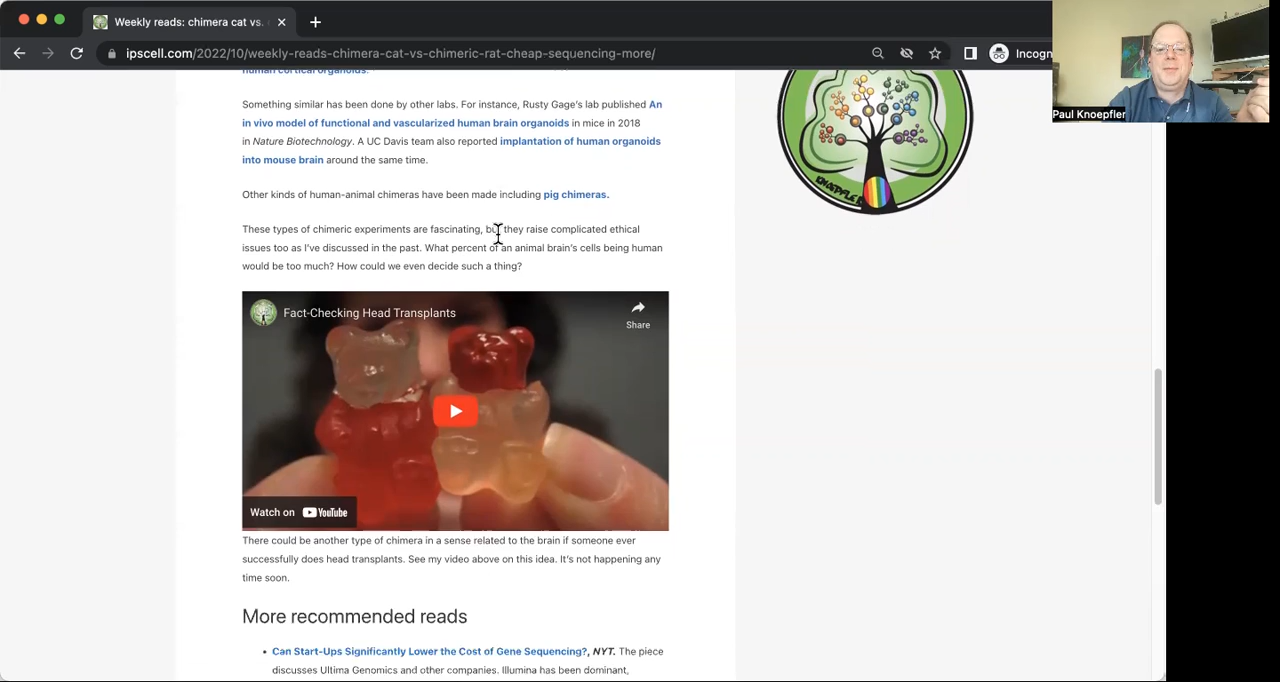 Weekly reads: chimera cat vs.
ipscell.com/2022/10/weekly-reads-chimera-cat-vs-chimeric-rat-cheap-sequencing-more/
Incogn
Paul Knoepfler
human cortical organoids.
Something similar has been done by other labs. For instance, Rusty Gage's lab published An
in vivo model of functional and vascularized human brain organoids in mice in 2018
in Nature Biotechnology. A UC Davis team also reported implantation of human organoids
into mouse brain around the same time.
Other kinds of human-animal chimeras have been made including pig chimeras.
These types of chimeric experiments are fascinating, but they raise complicated ethical
issues too as I've discussed in the past. What percent of an animal brain's cells being human
would be too much? How could we even decide such a thing?
Fact-Checking Head Transplants
Share
Watch on YouTube
There could be another type of chimera in a sense related to the brain if someone ever
successfully does head transplants. See my video above on this idea. It's not happening any
time soon.
More recommended reads
• Can Start-Ups Significantly Lower the Cost of Gene Sequencing?, NYT. The piece
discusses Ultima Genomics and other companies. Illumina has been dominant,
KNOEPFLE